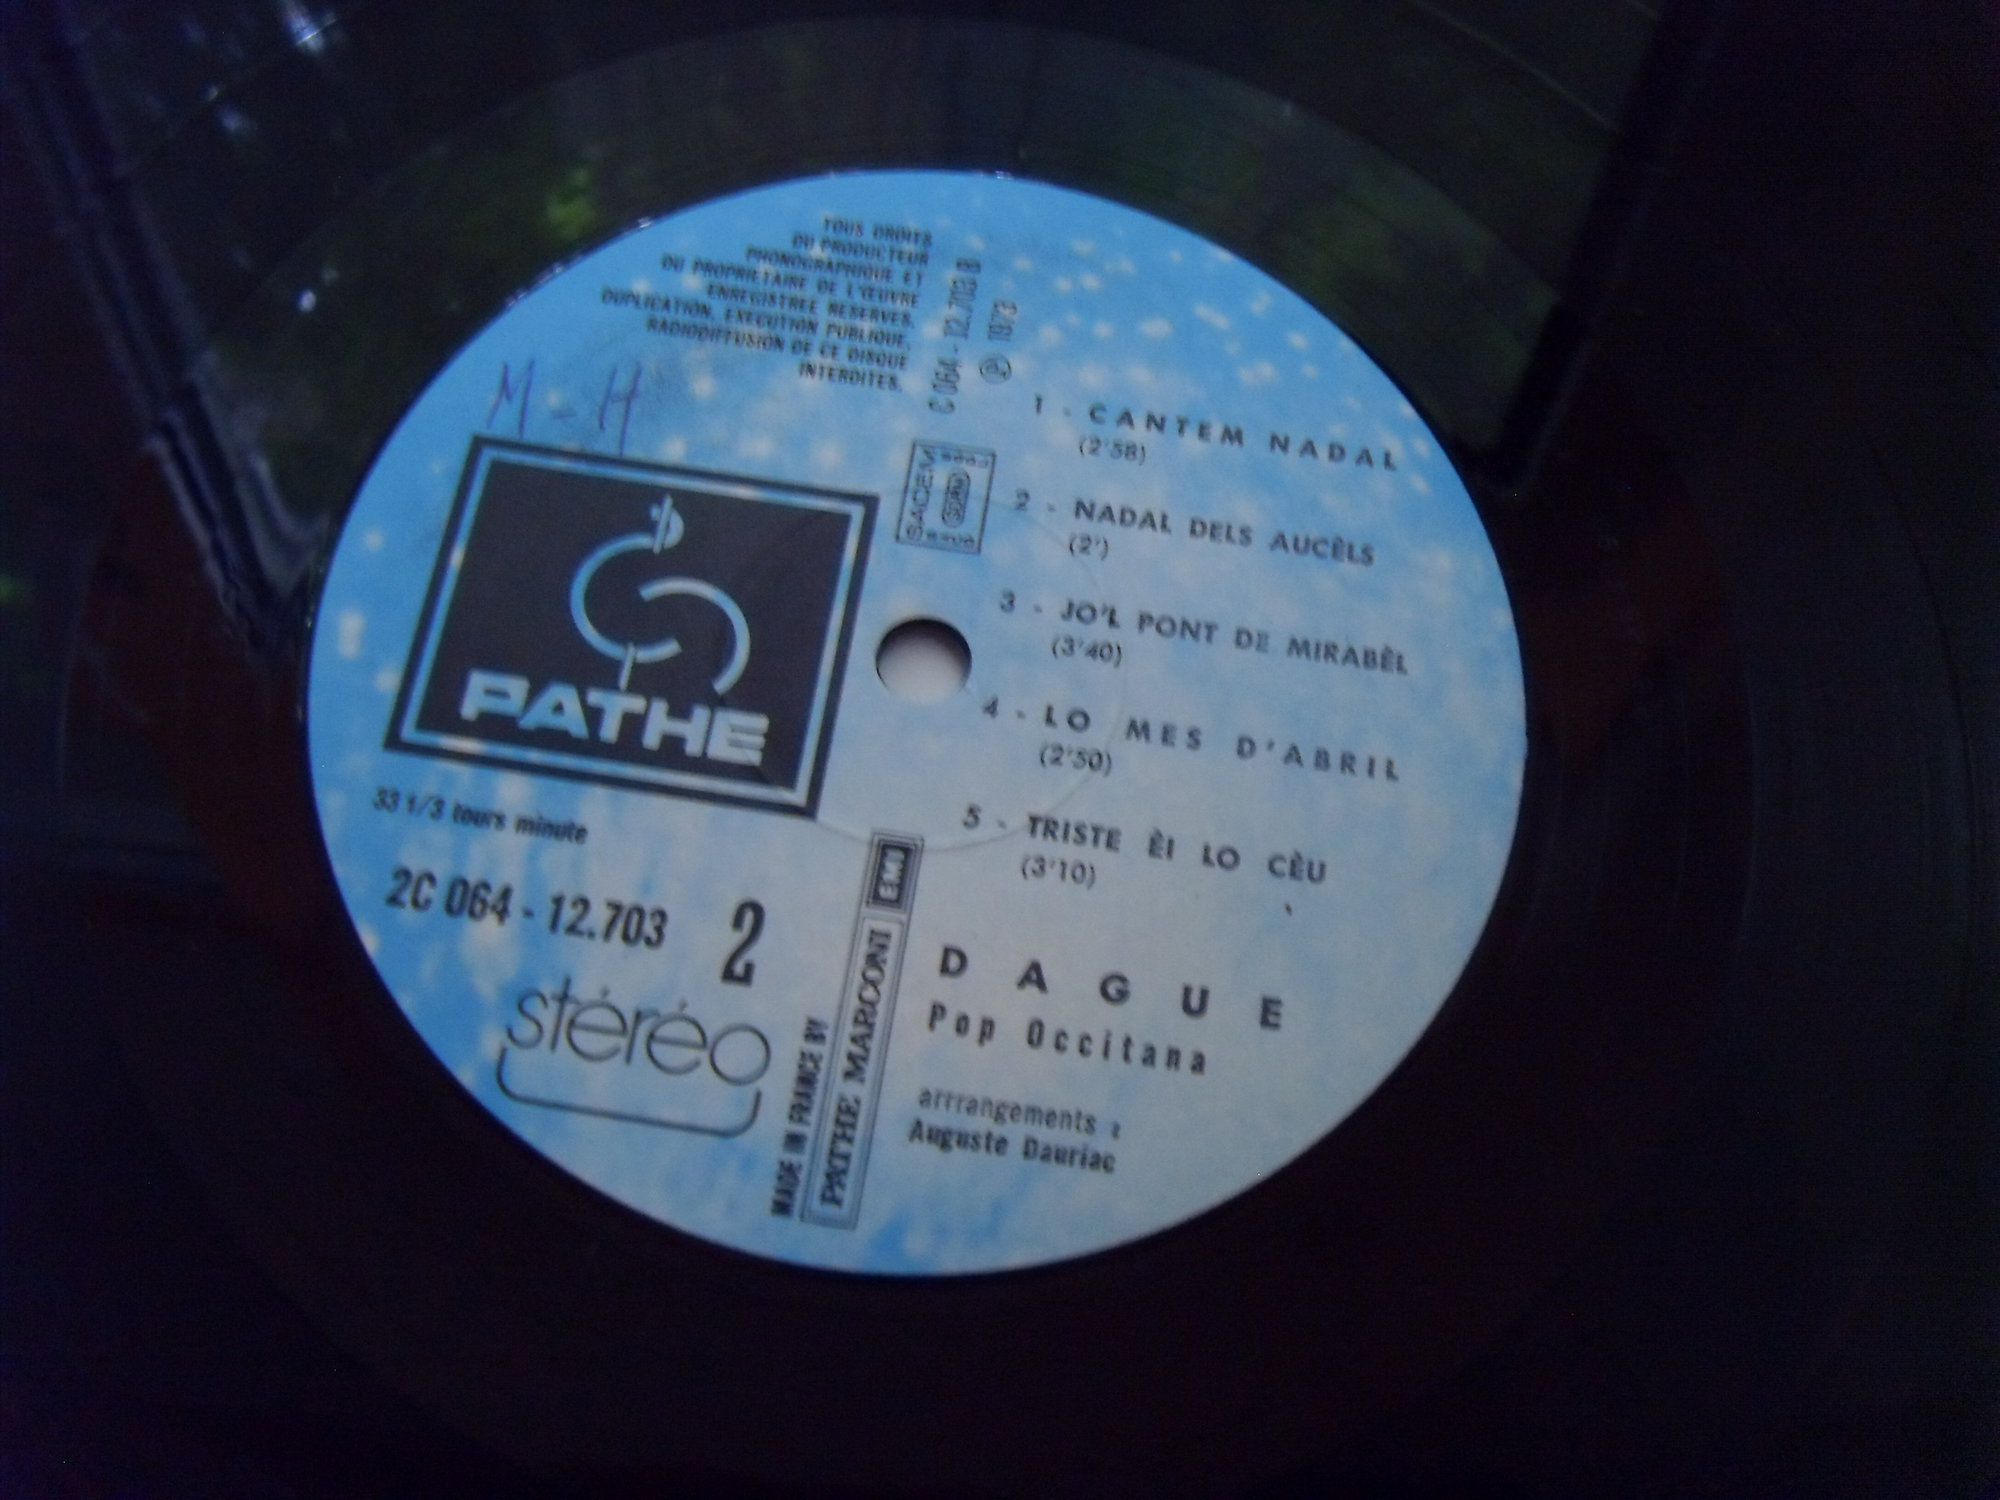 TOUS DROITS
DU PRODUCTEUR
PHONOGRAPHIQUE ET
DU PROPRIETAIRE DE L'ŒUVRE
ENREGISTREE RESERVES.
DUPLICATION, EXECUTION PUBLIQUE,
RADIODIFFUSION DE CE DISQUE
INTERDITES.
C 064 - 12.703 B
Ⓟ 1973
M - H
PATHE
SACEM
1 - CANTEM NADAL
(2'58)
2 - NADAL DELS AUCÈLS
(2')
3 - JO'L PONT DE MIRABÈL
(3'40)
4 - LO MES D'ABRIL
(2'50)
5 - TRISTE ÈI LO CÈU
(3'10)
33 1/3 tours minute
2C 064 - 12.703 2
stéréo
MADE IN FRANCE BY
PATHE MARCONI EMI
DAGUE
Pop Occitana
arrrangements :
Auguste Dauriac